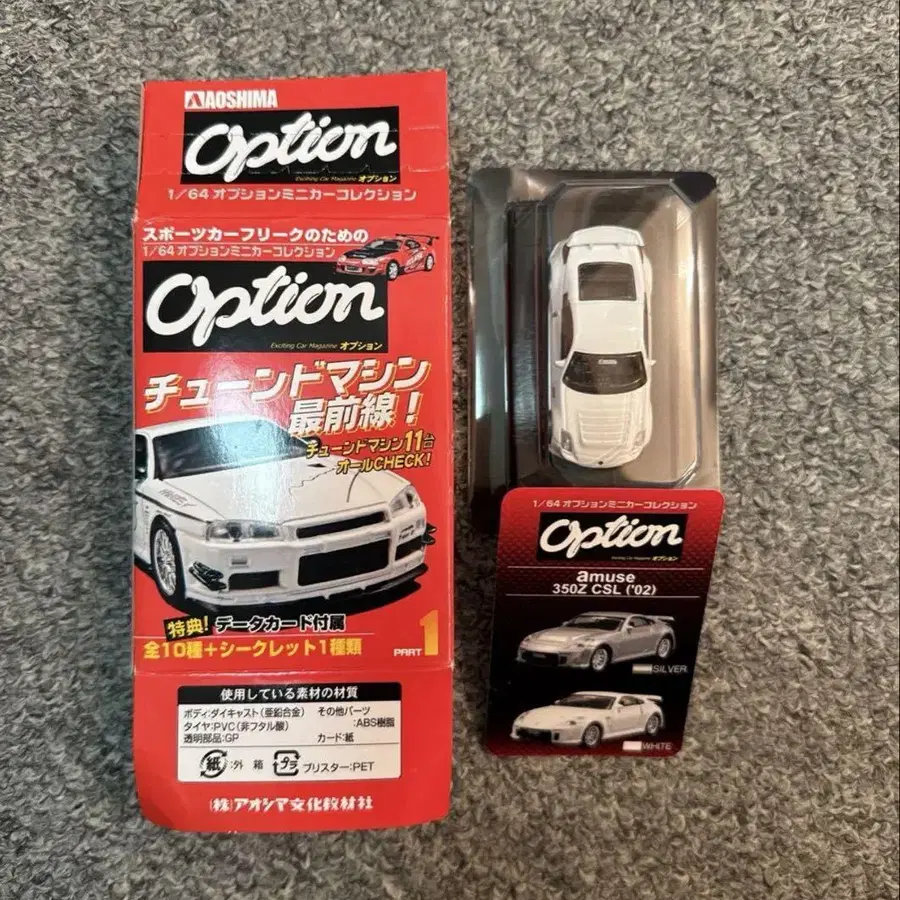 AOSHIMA
Option
Exciting Car Magazine オプション
1/64 オプションミニカーコレクション
スポーツカーフリークのための
1/64 オプションミニカーコレクション
Option
Exciting Car Magazine オプション
チューンドマシン
最前線!
チューンドマシン11台
オールCHECK!
特典! データカード付属
全10種+シークレット1種類
PART 1
使用している素材の材質
ボディ:ダイキャスト(亜鉛合金) その他パーツ
タイヤ:PVC(非フタル酸) :ABS樹脂
透明部品:GP カード:紙
紙 :外 箱 プラ ブリスター:PET
(株)アオシマ文化教材社
1/64 オプションミニカーコレクション
Option
Exciting Car Magazine オプション
amuse
350Z CSL ('02)
SILVER
WHITE